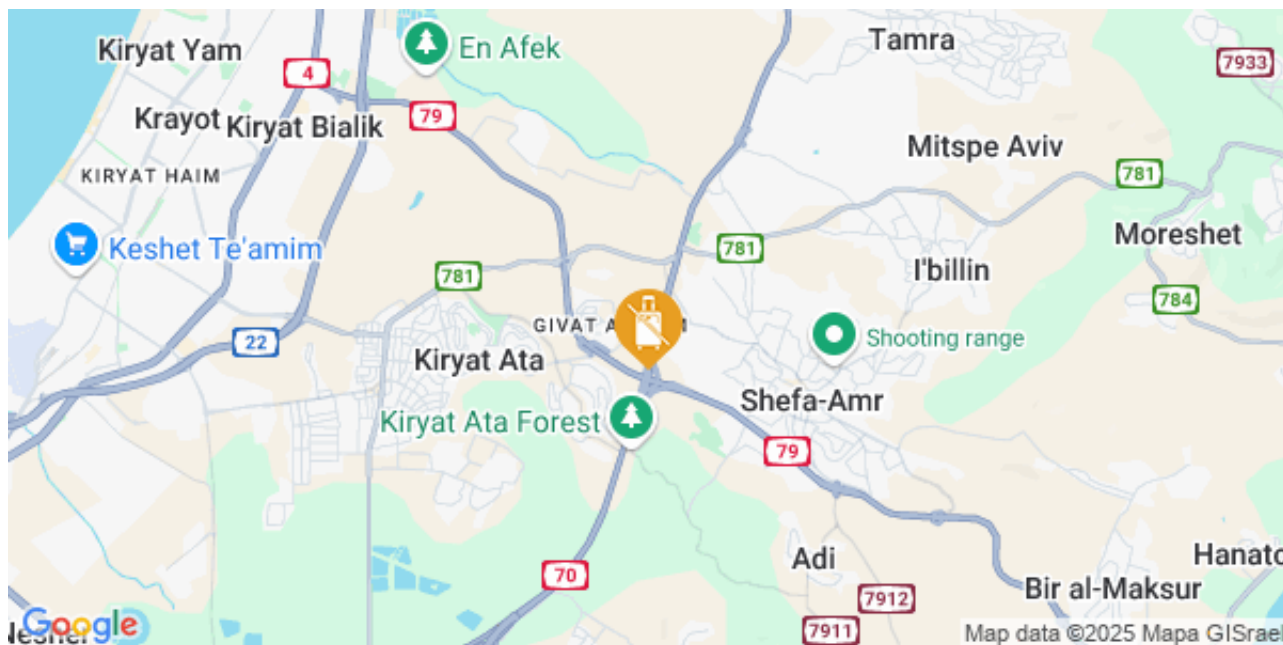 Tamra
Kiryat Yam
En Afek
7933
4
79
Krayot
Kiryat Bialik
Mitspe Aviv
KIRYAT HAIM
781
Keshet Te'amim
781
Moreshet
781
I'billin
784
GIVAT A M
22
Kiryat Ata
Shooting range
Shefa-Amr
Kiryat Ata Forest
79
Hanato
Adi
70
Bir al-Maksur
7912
Google
7911
Map data ©2025 Mapa GISrael